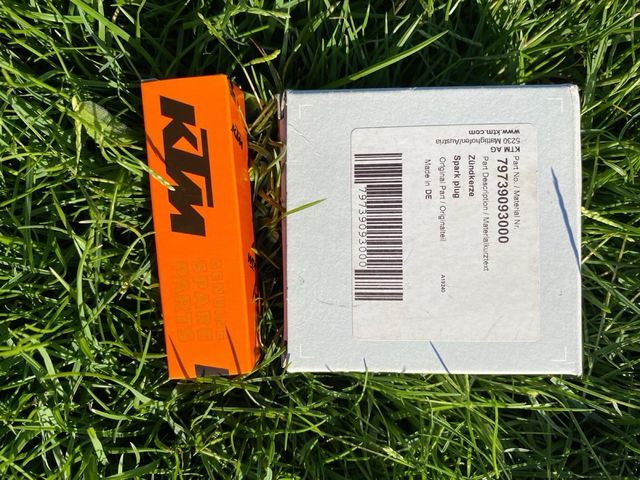 KTM
GENUINE
SPARE
PARTS
Part No. / Material Nr.
79739093000
Part Description / Materialkurztext
Zündkerze
Spark plug
Original Part / Originalteil
Made in DE
79739093000
A19240
KTM AG
5230 Mattighofen/Austria
www.ktm.com